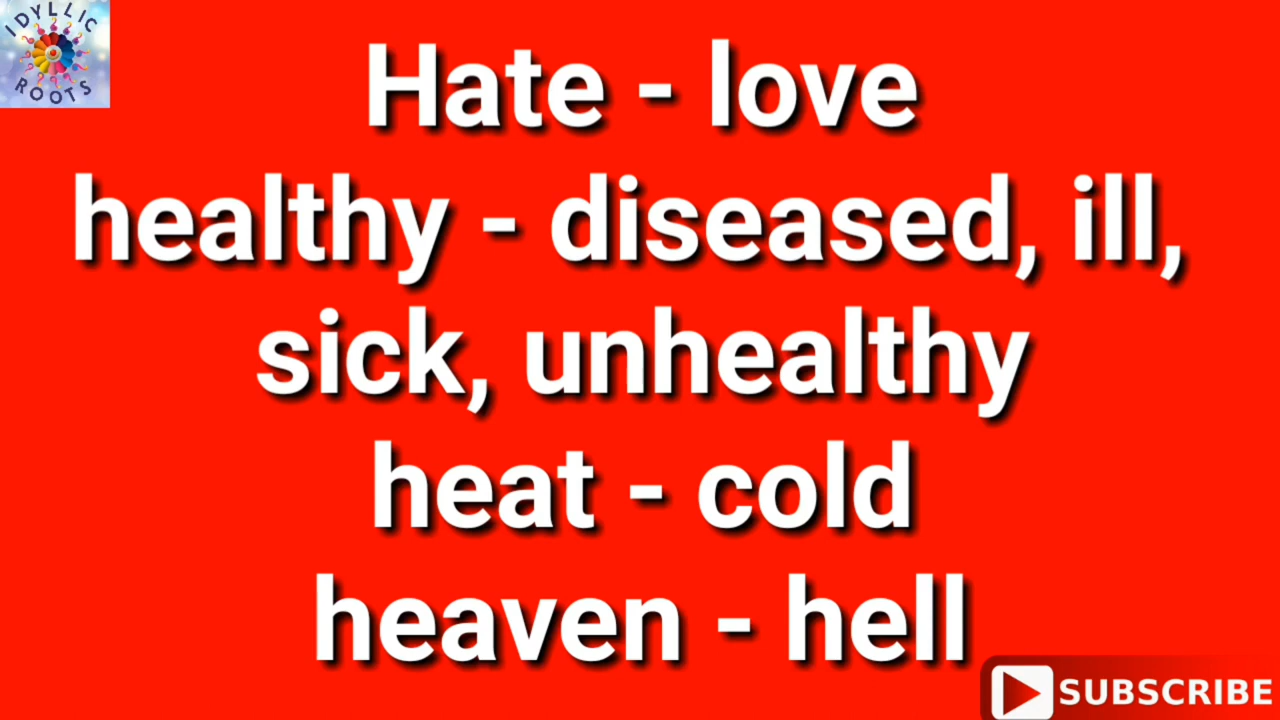 IDYLLIC
ROOTS
Hate - love
healthy - diseased, ill,
sick, unhealthy
heat - cold
heaven - hell
SUBSCRIBE